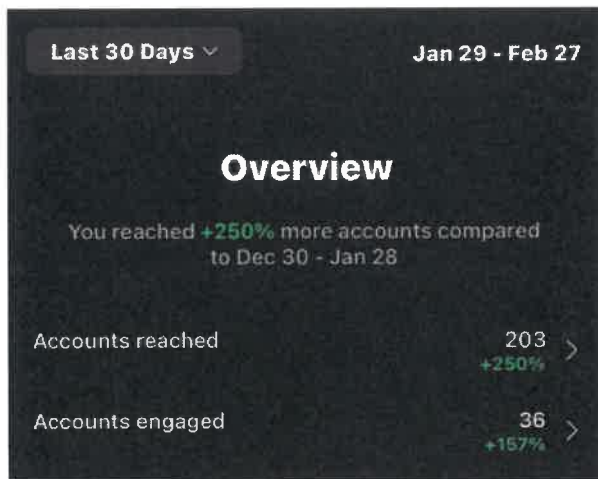 Last 30 Days
Jan 29 - Feb 27
Overview
You reached +250% more accounts compared
to Dec 30 - Jan 28
Accounts reached
203
+250%
Accounts engaged
36
+157%